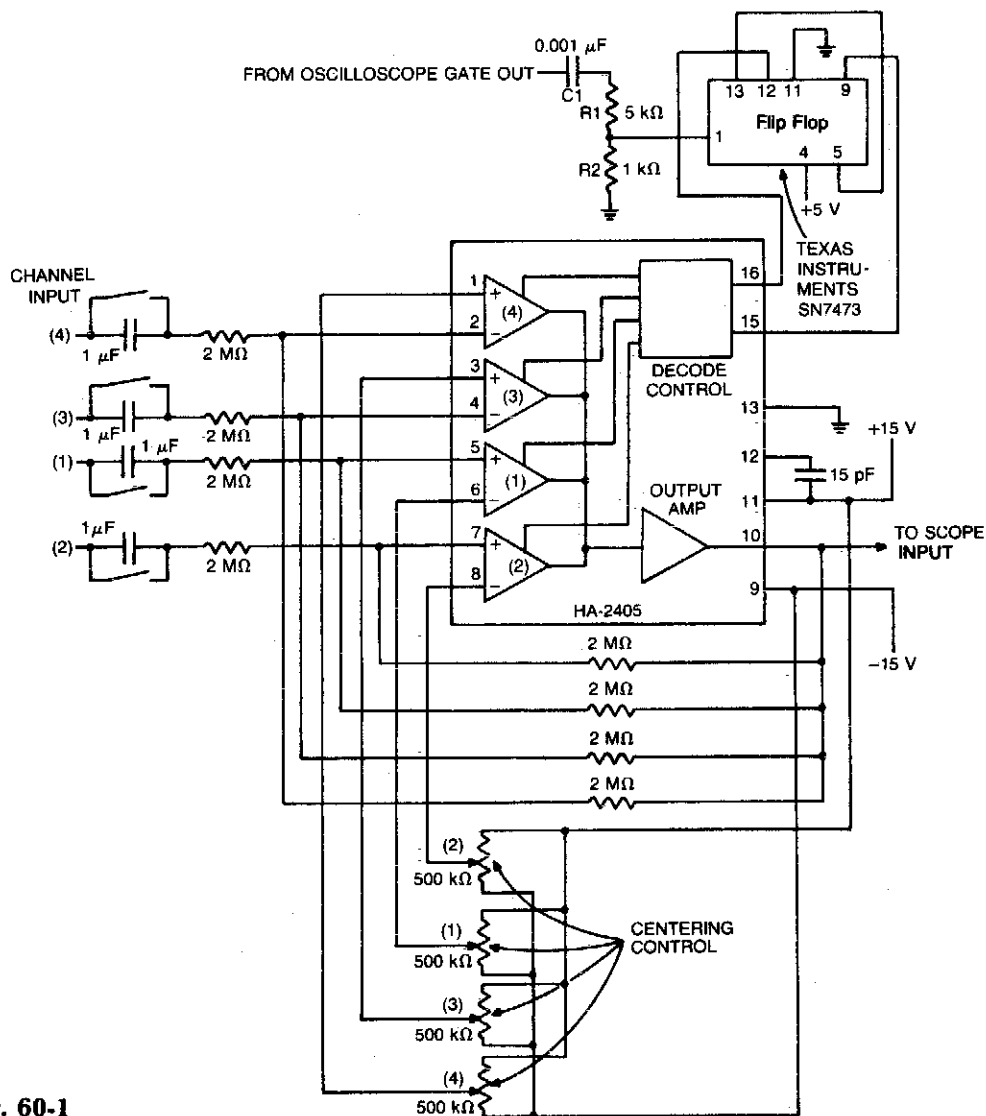 0.001 µF
FROM OSCILLOSCOPE GATE OUT
C1
R1 5 kΩ
R2 1 kΩ
13 12 11 9
Flip Flop
1
4 5
+5 V
TEXAS
INSTRU-
MENTS
SN7473
CHANNEL
INPUT
(4)
1 µF
2 MΩ
(3)
1 µF
2 MΩ
(1)
1 µF
2 MΩ
(2)
1 µF
2 MΩ
1
+
2
−
(4)
3
+
4
−
(3)
5
+
6
−
(1)
7
+
8
−
(2)
DECODE
CONTROL
16
15
13
12
15 pF
+15 V
11
OUTPUT
AMP
10
TO SCOPE
INPUT
9
HA-2405
−15 V
2 MΩ
2 MΩ
2 MΩ
2 MΩ
(2)
500 kΩ
(1)
500 kΩ
CENTERING
CONTROL
(3)
500 kΩ
(4)
500 kΩ
60-1